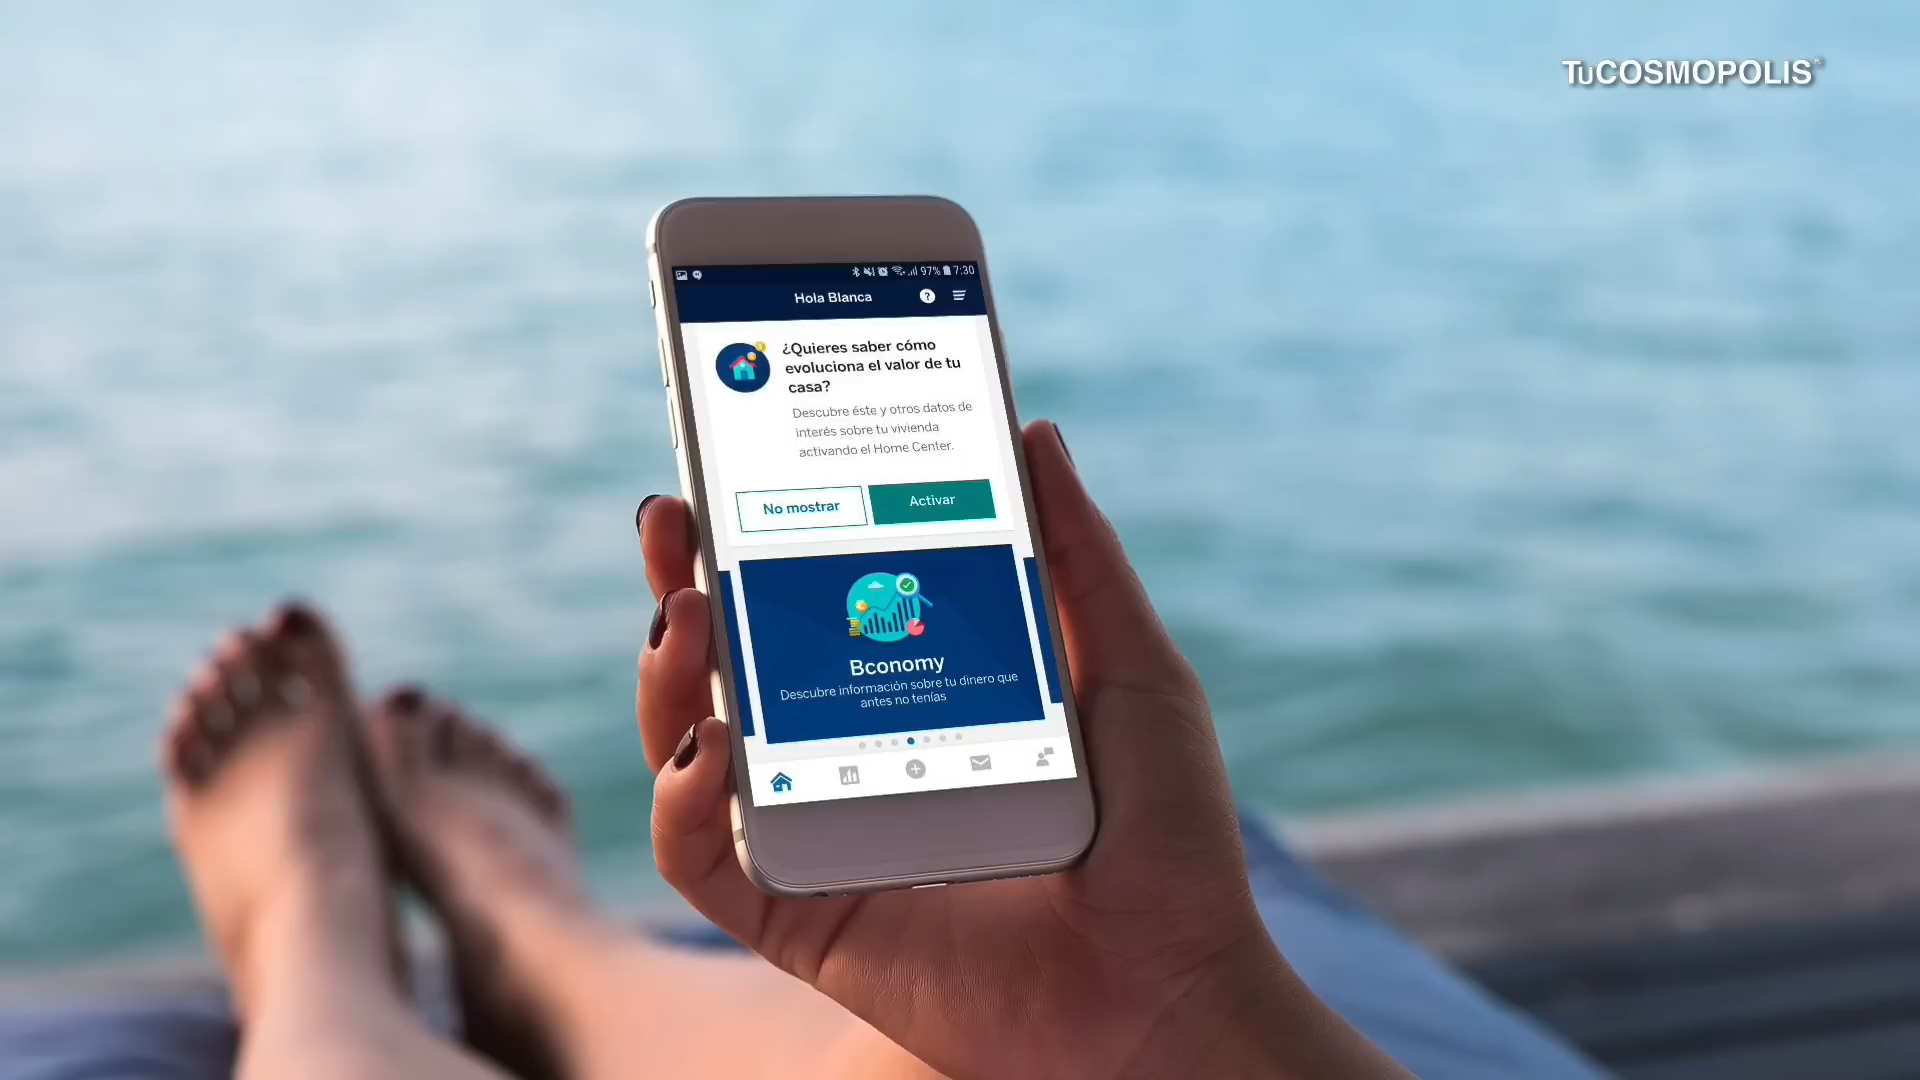 TuCOSMOPOLIS
97% 7:30
Hola Blanca
?
¿Quieres saber cómo
evoluciona el valor de tu
casa?
Descubre éste y otros datos de
interés sobre tu vivienda
activando el Home Center.
No mostrar
Activar
Bconomy
Descubre información sobre tu dinero que
antes no tenías